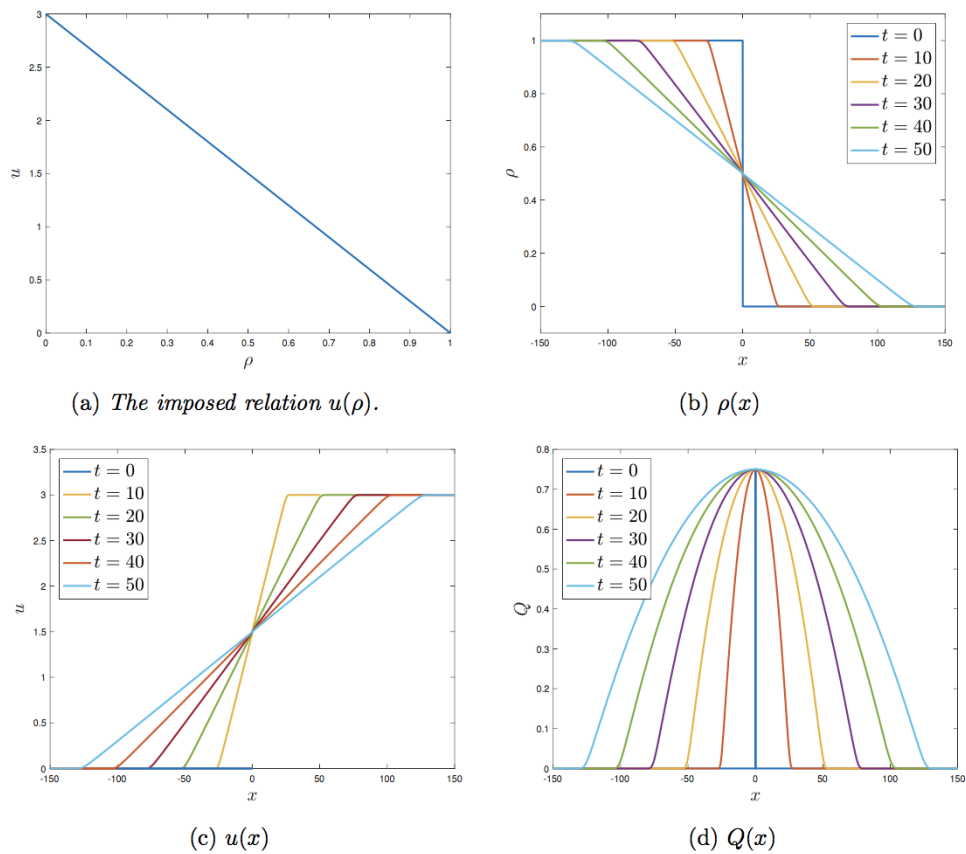 3
2.5
2
1.5
1
0.5
0
u
0 0.1 0.2 0.3 0.4 0.5 0.6 0.7 0.8 0.9 1
ρ
(a) The imposed relation u(ρ).
1
0.8
0.6
0.4
0.2
0
ρ
-150 -100 -50 0 50 100 150
x
t = 0
t = 10
t = 20
t = 30
t = 40
t = 50
(b) ρ(x)
3.5
3
2.5
2
1.5
1
0.5
0
u
-150 -100 -50 0 50 100 150
x
t = 0
t = 10
t = 20
t = 30
t = 40
t = 50
(c) u(x)
0.8
0.7
0.6
0.5
0.4
0.3
0.2
0.1
0
Q
-150 -100 -50 0 50 100 150
x
t = 0
t = 10
t = 20
t = 30
t = 40
t = 50
(d) Q(x)